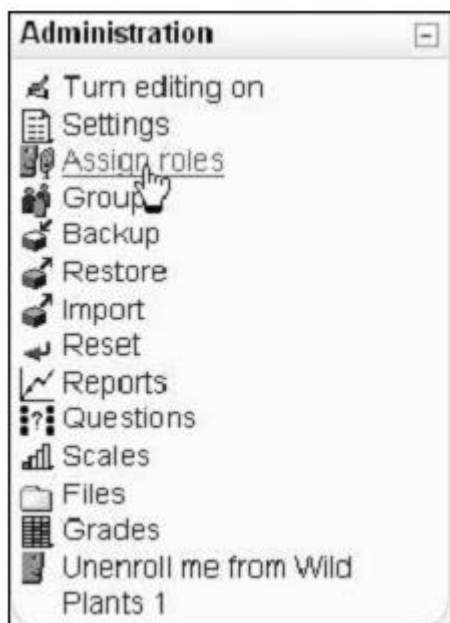 Administration
Turn editing on
Settings
Assign roles
Group
Backup
Restore
Import
Reset
Reports
Questions
Scales
Files
Grades
Unenroll me from Wild
Plants 1